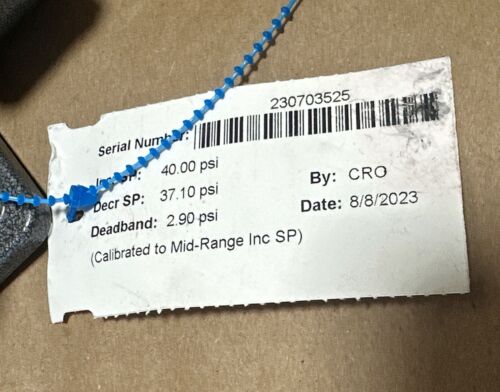 230703525
Serial Number:
Inc SP: 40.00 psi
Decr SP: 37.10 psi
Deadband: 2.90 psi
(Calibrated to Mid-Range Inc SP)
By: CRO
Date: 8/8/2023